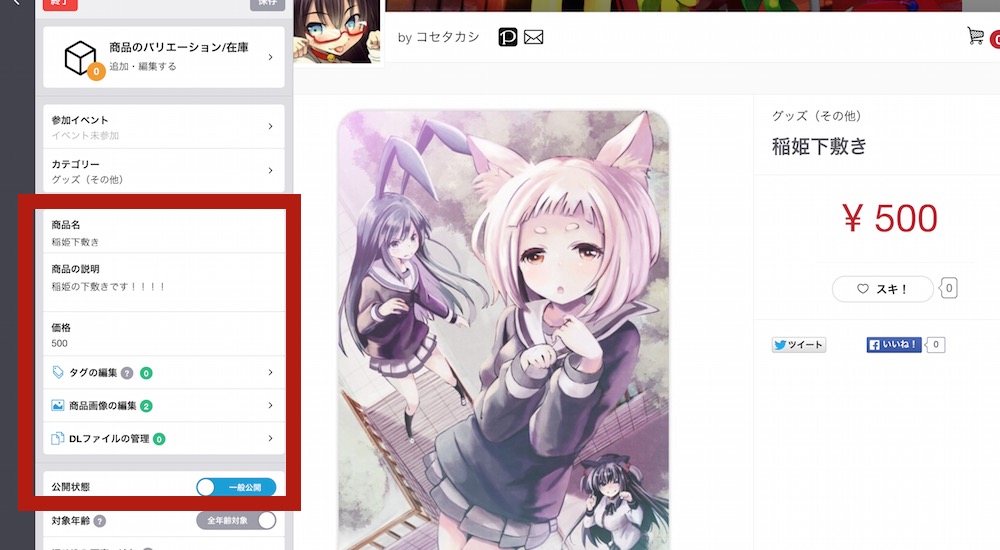 終了
保存
商品のバリエーション/在庫
0
追加・編集する
参加イベント
イベント未参加
カテゴリー
グッズ（その他）
商品名
稲姫下敷き
商品の説明
稲姫の下敷きです！！！！
価格
500
タグの編集 ? 0
商品画像の編集 2
DLファイルの管理 0
公開状態
一般公開
対象年齢 ?
全年齢対象
by コセタカシ
グッズ（その他）
稲姫下敷き
¥ 500
スキ！
0
ツイート
いいね！
0